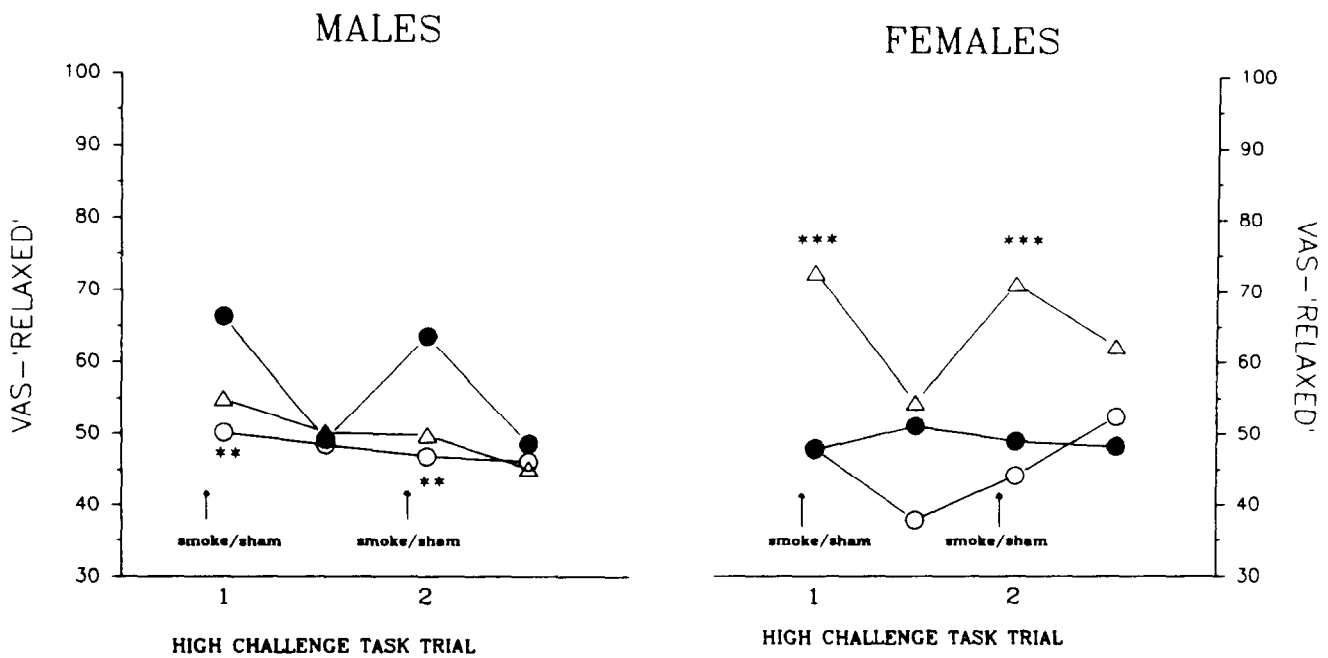 MALES
100
90
80
70
60
50
40
30
VAS-'RELAXED'
**
**
smoke/sham
smoke/sham
1
2
HIGH CHALLENGE TASK TRIAL
FEMALES
***
***
smoke/sham
smoke/sham
1
2
HIGH CHALLENGE TASK TRIAL
100
90
80
70
60
50
40
30
VAS-'RELAXED'